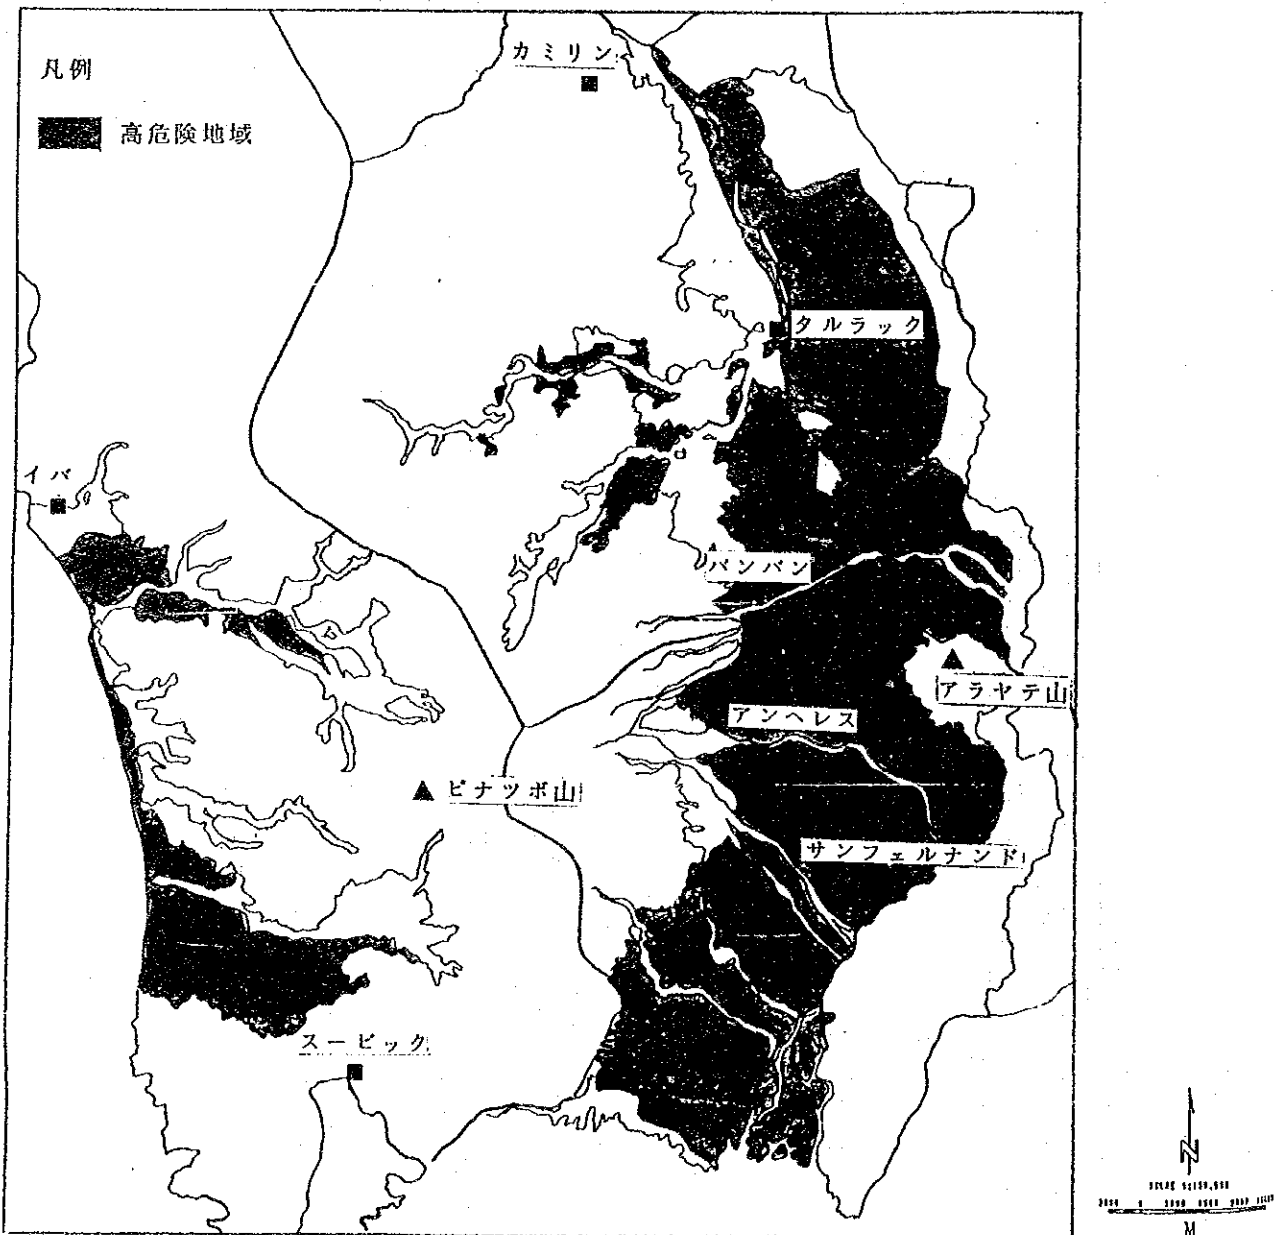 凡例
高危険地域
カミリン
タルラック
イバ
バンバン
アラヤテ山
アンヘレス
ピナツボ山
サンフェルナンド
スービック
N
M